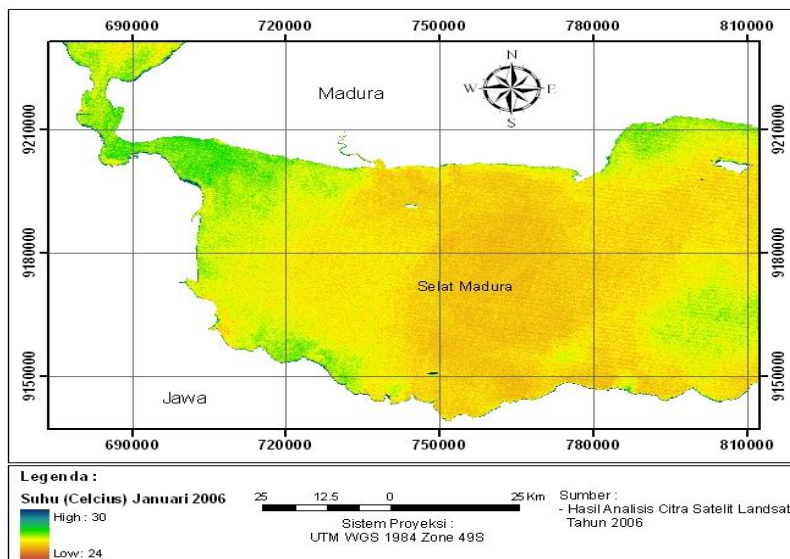 690000 720000 750000 780000 810000
N
W E
S
Madura
9210000 9210000
9180000 9180000
Selat Madura
9150000 9150000
Jawa
690000 720000 750000 780000 810000
Legenda :
Suhu (Celcius) Januari 2006
High : 30
Low: 24
25 12.5 0 25 Km
Sistem Proyeksi :
UTM WGS 1984 Zone 49S
Sumber :
- Hasil Analisis Citra Satelit Landsat
Tahun 2006